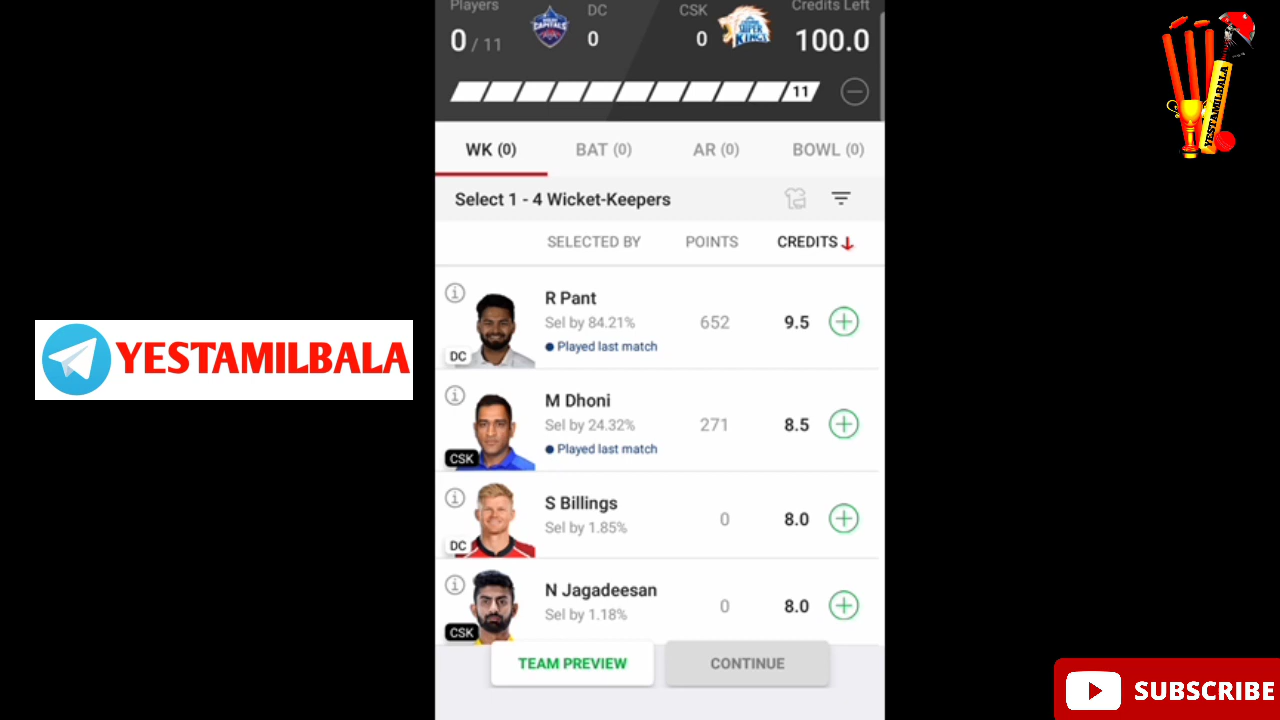 Players
DC
CSK
Credits Left
0 / 11
0
0
100.0
11
WK (0)
BAT (0)
AR (0)
BOWL (0)
Select 1 - 4 Wicket-Keepers
SELECTED BY
POINTS
CREDITS
R Pant
Sel by 84.21%
652
9.5
Played last match
DC
M Dhoni
Sel by 24.32%
271
8.5
Played last match
CSK
S Billings
Sel by 1.85%
0
8.0
DC
N Jagadeesan
Sel by 1.18%
0
8.0
CSK
TEAM PREVIEW
CONTINUE
YESTAMILBALA
YESTAMILBALA
SUBSCRIBE
CAPITALS
SUPER
KINGS